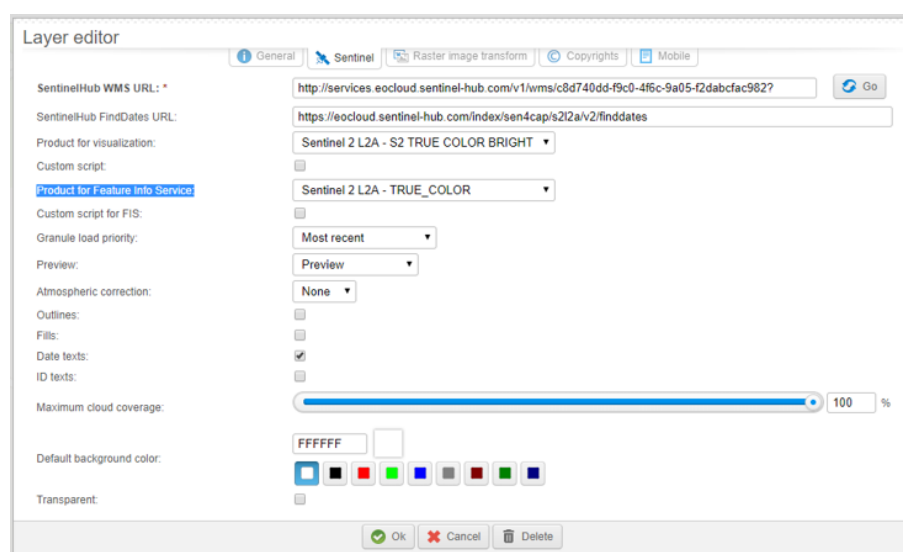 Layer editor
General Sentinel Raster image transform Copyrights Mobile
SentinelHub WMS URL: * http://services.eocloud.sentinel-hub.com/v1/wms/c8d740dd-f9c0-4f6c-9a05-f2dabcfac982? Go
SentinelHub FindDates URL: https://eocloud.sentinel-hub.com/index/sen4cap/s2l2a/v2/finddates
Product for visualization: Sentinel 2 L2A - S2 TRUE COLOR BRIGHT
Custom script:
Product for Feature Info Service: Sentinel 2 L2A - TRUE_COLOR
Custom script for FIS:
Granule load priority: Most recent
Preview: Preview
Atmospheric correction: None
Outlines:
Fills:
Date texts:
ID texts:
Maximum cloud coverage: 100 %
FFFFFF
Default background color:
Transparent:
Ok Cancel Delete